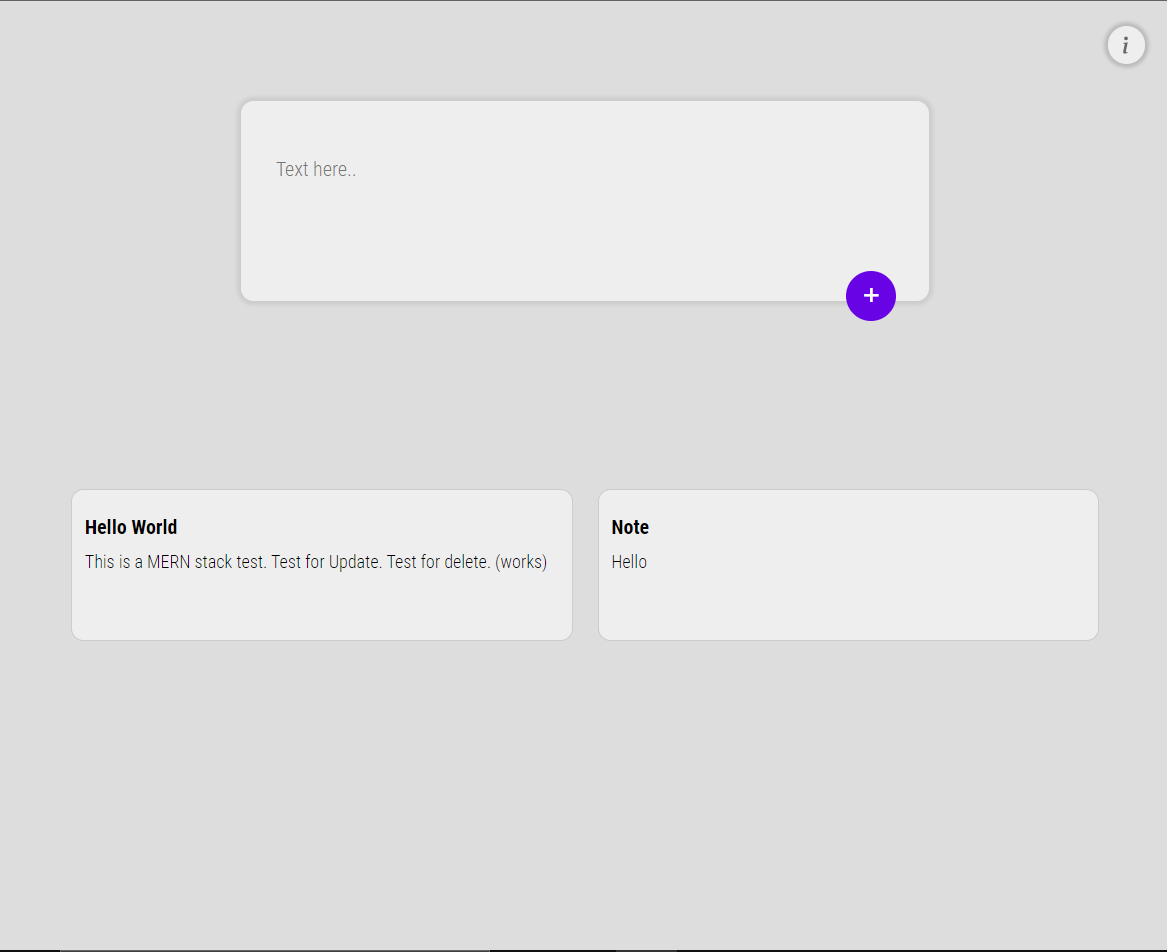 i
Text here..
+
Hello World
This is a MERN stack test. Test for Update. Test for delete. (works)
Note
Hello